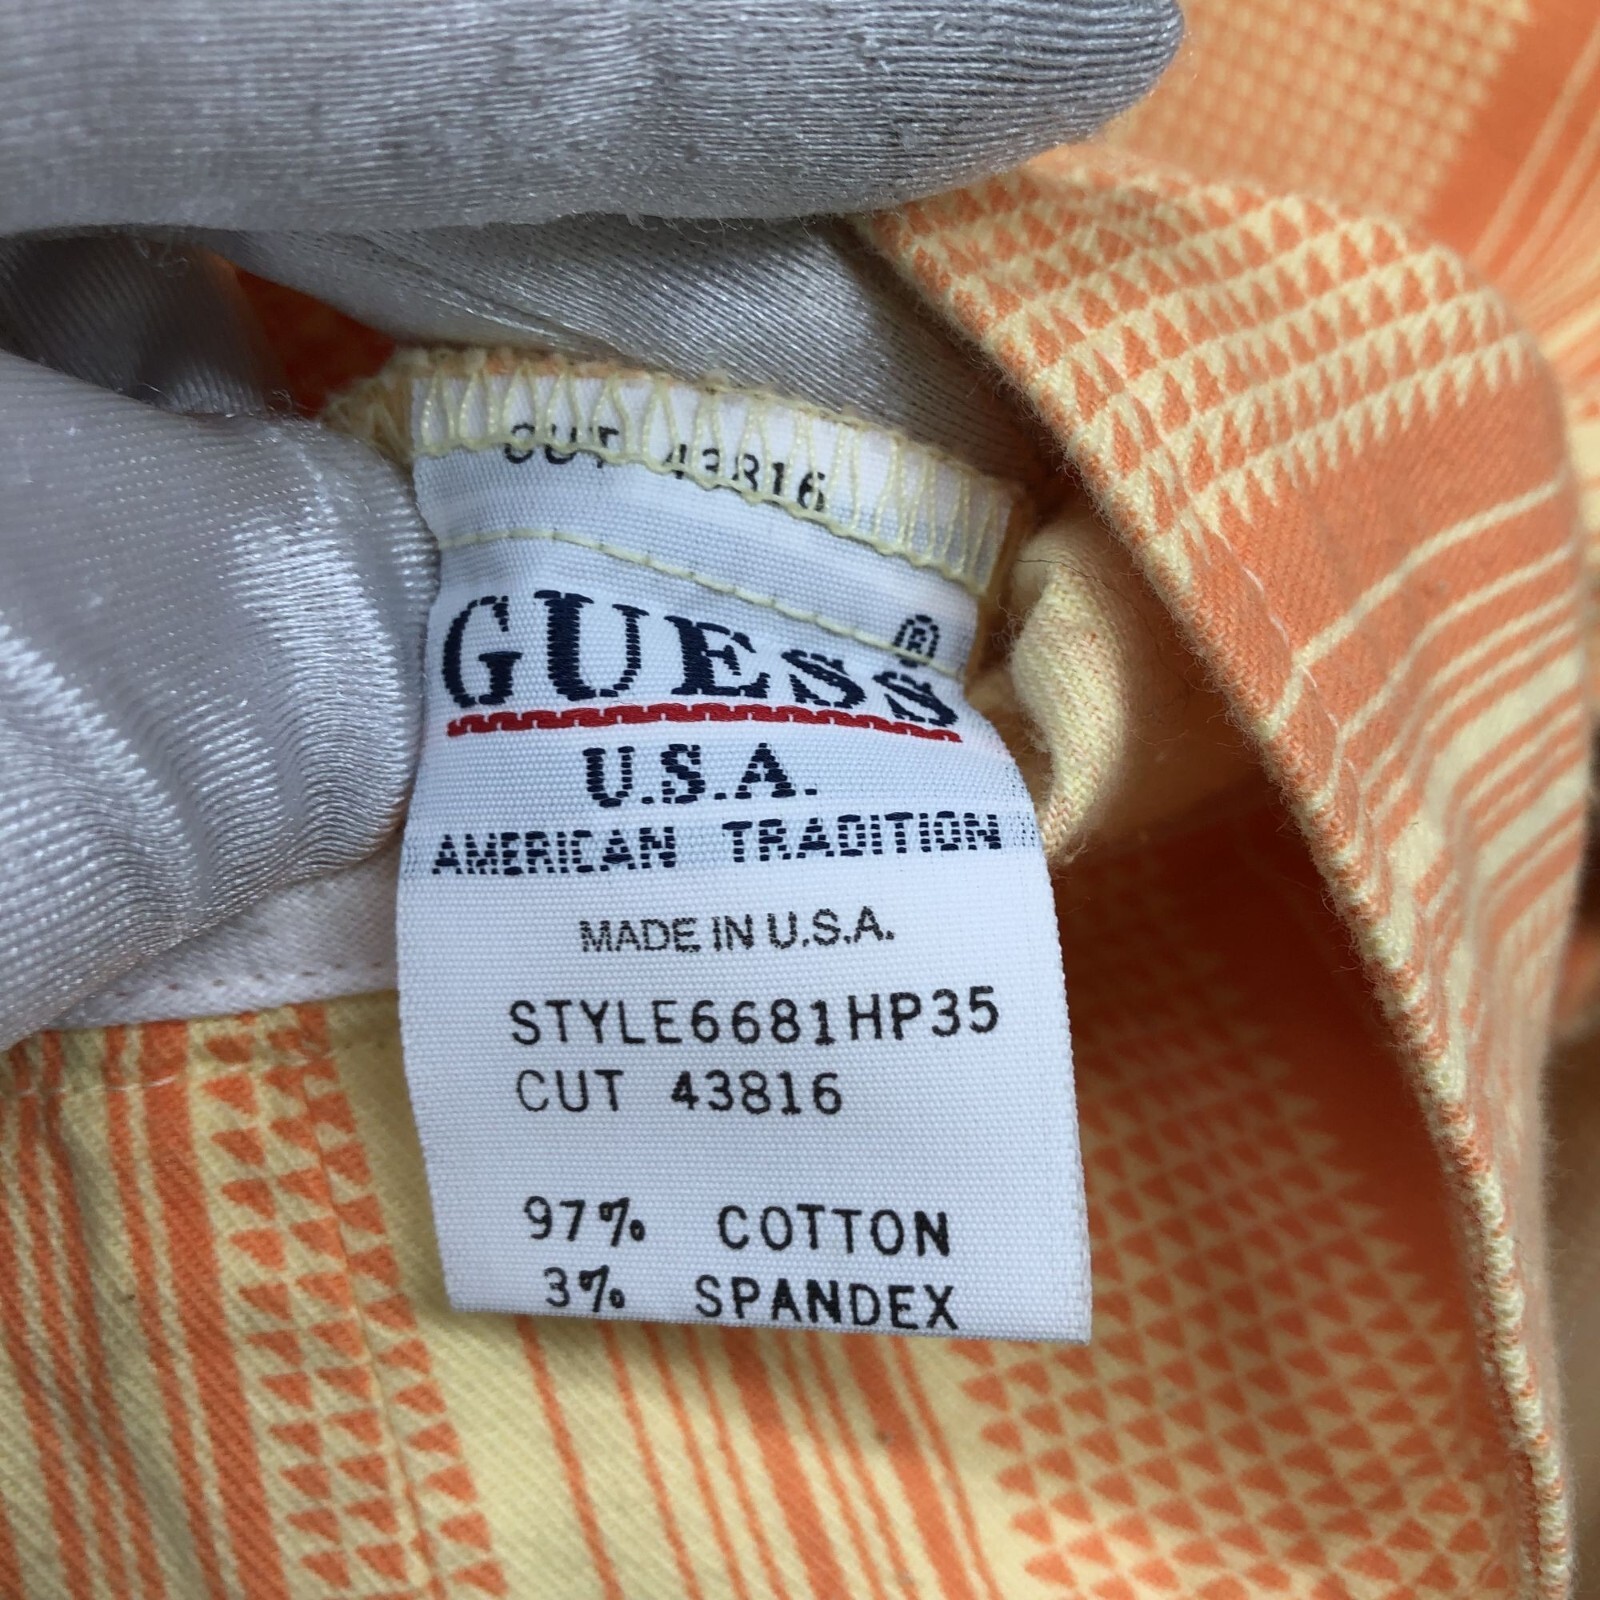 CUT 43816
GUESS®
U.S.A.
AMERICAN TRADITION
MADE IN U.S.A.
STYLE6681HP35
CUT 43816
97% COTTON
3% SPANDEX